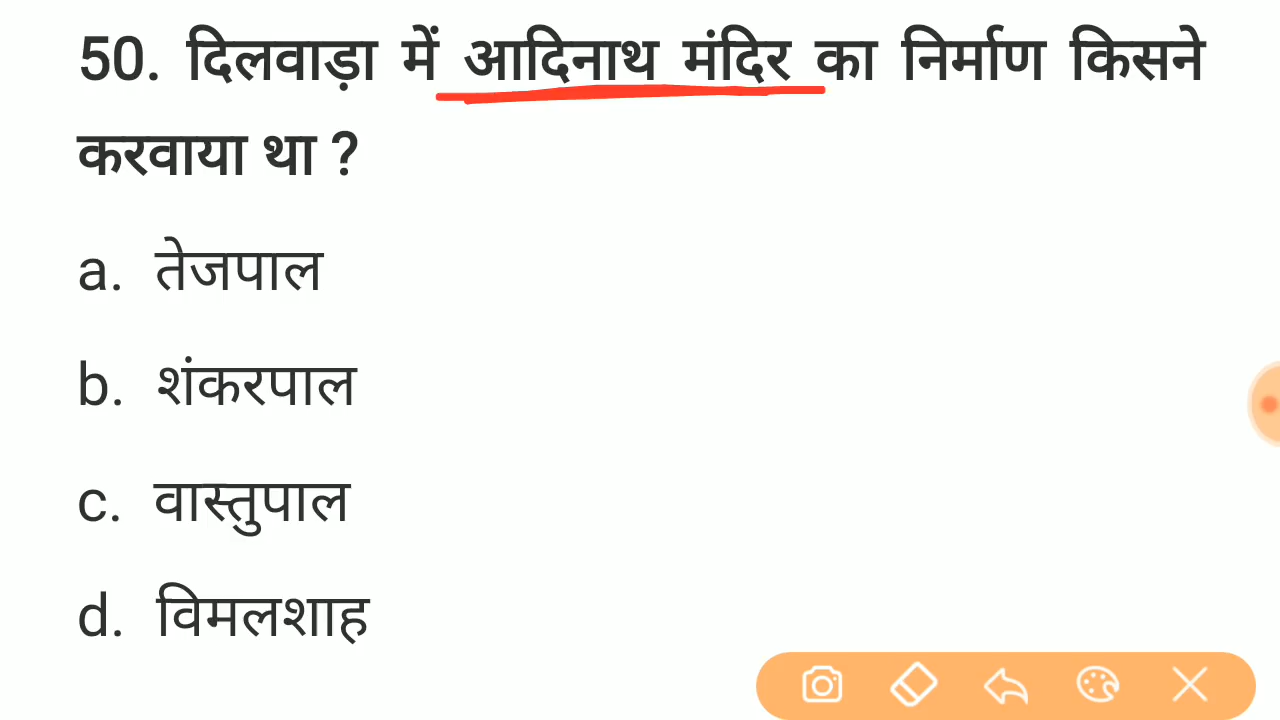 50. दिलवाड़ा में आदिनाथ मंदिर का निर्माण किसने
करवाया था ?
a. तेजपाल
b. शंकरपाल
c. वास्तुपाल
d. विमलशाह